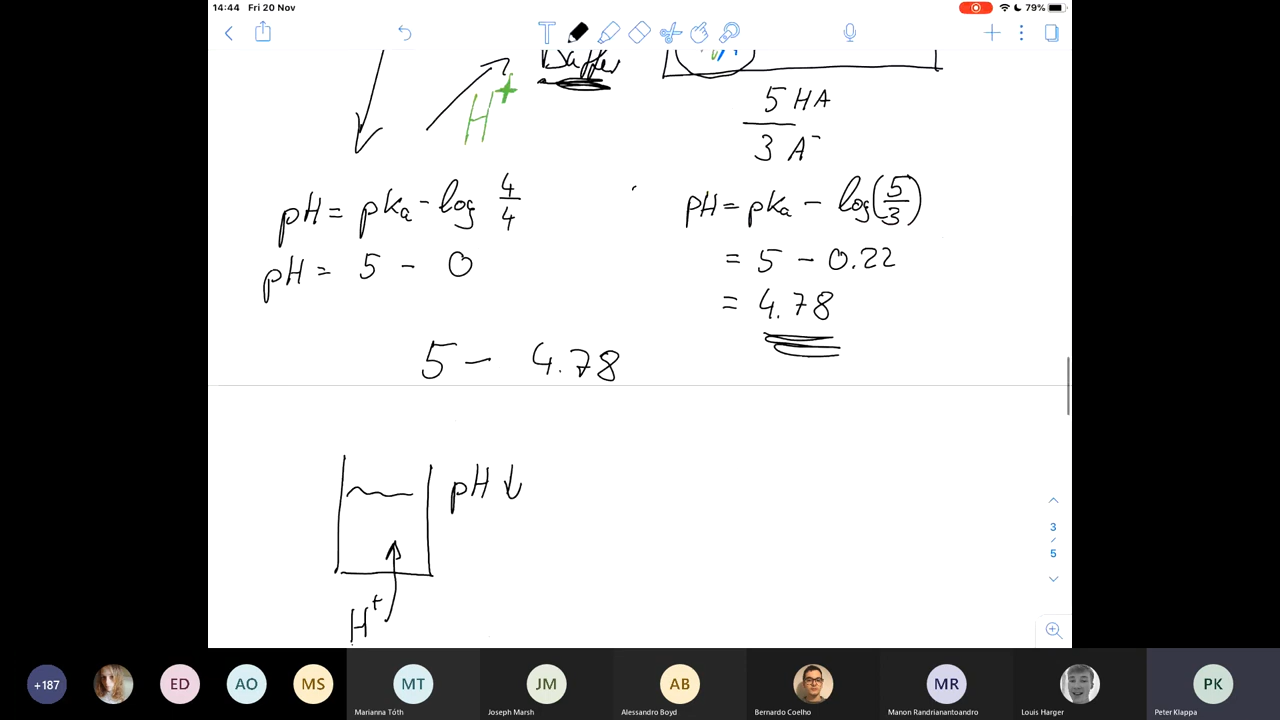 14:44 Fri 20 Nov
79%
T
Buffer
H+
5 HA
3 A-
pH = pKa - log 4/4
pH = 5 - 0
pH = pKa - log(5/3)
= 5 - 0.22
= 4.78
5 - 4.78
pH ↓
H+
3
/
5
+187
ED
AO
MS
MT
JM
AB
MR
PK
Marianna Tóth
Joseph Marsh
Alessandro Boyd
Bernardo Coelho
Manon Randrianantoandro
Louis Harger
Peter Klappa